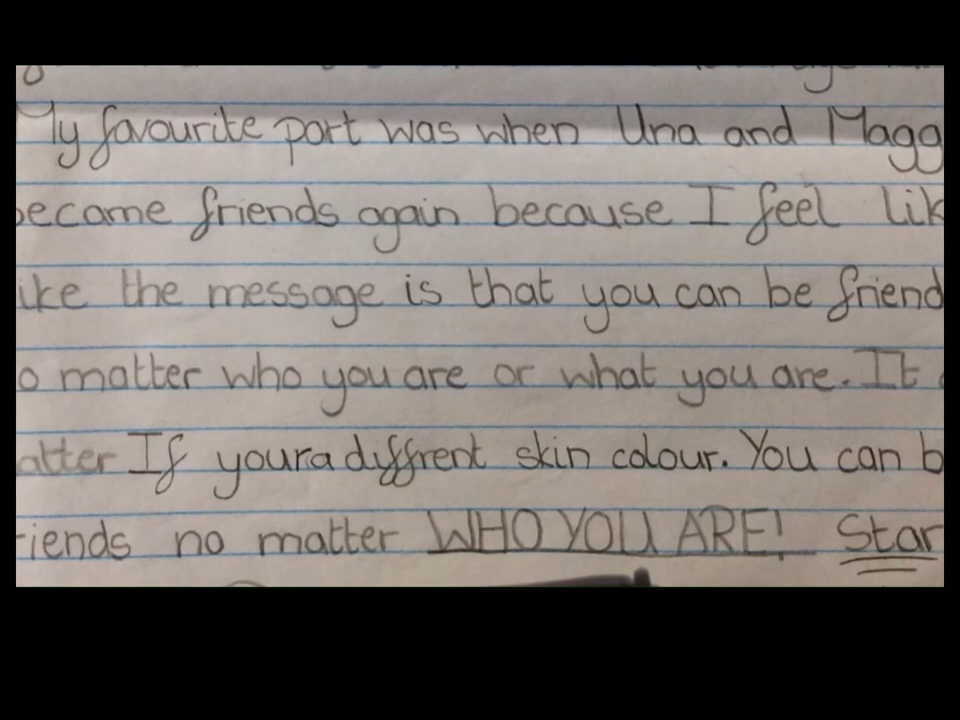 My favourite part was when Una and Magg
became friends again because I feel lik
ike the message is that you can be friend
o matter who you are or what you are. It
atter If your a diffrent skin colour. You can b
riends no matter WHO YOU ARE! Star